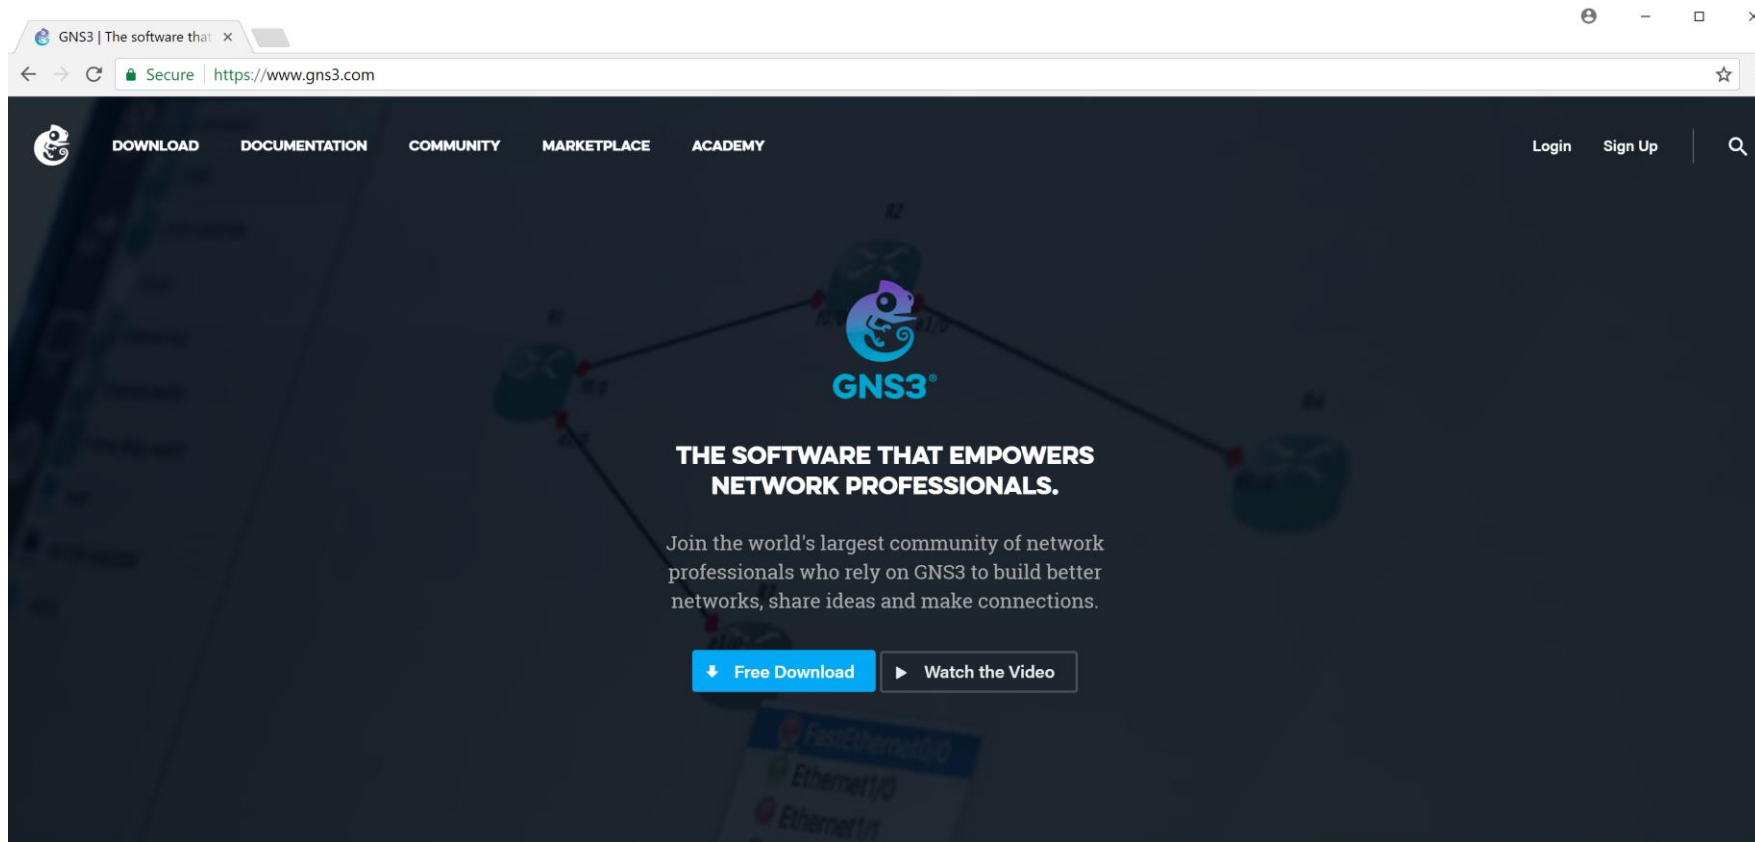 GNS3 | The software that
Secure https://www.gns3.com
DOWNLOAD DOCUMENTATION COMMUNITY MARKETPLACE ACADEMY Login Sign Up
R2
GNS3®
THE SOFTWARE THAT EMPOWERS
NETWORK PROFESSIONALS.
Join the world's largest community of network
professionals who rely on GNS3 to build better
networks, share ideas and make connections.
Free Download Watch the Video
FastEthernet0/0
Ethernet1/0
Ethernet1/1